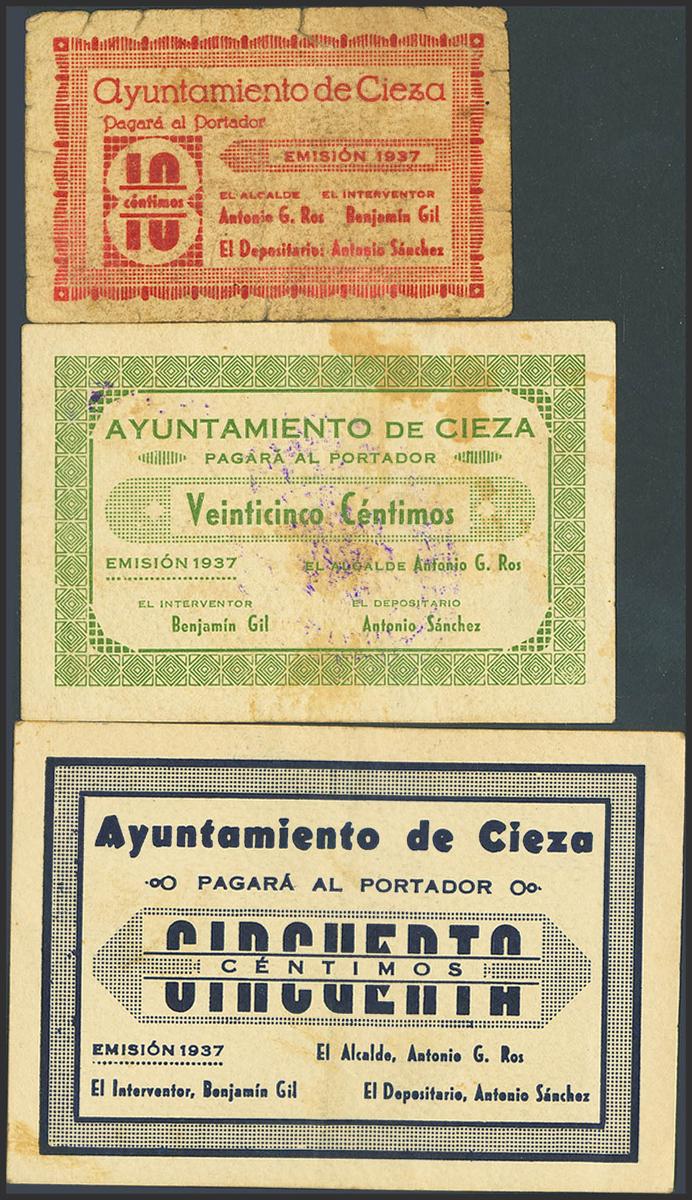 Ayuntamiento de Cieza
Pagará al Portador
10
céntimos
EMISIÓN 1937
EL ALCALDE EL INTERVENTOR
Antonio G. Ros Benjamín Gil
El Depositario: Antonio Sánchez
AYUNTAMIENTO DE CIEZA
PAGARÁ AL PORTADOR
Veinticinco Céntimos
EMISIÓN 1937 EL ALCALDE Antonio G. Ros
EL INTERVENTOR EL DEPOSITARIO
Benjamín Gil Antonio Sánchez
Ayuntamiento de Cieza
PAGARÁ AL PORTADOR
CINCUENTA
CÉNTIMOS
EMISIÓN 1937 El Alcalde, Antonio G. Ros
El Interventor, Benjamín Gil El Depositario, Antonio Sánchez